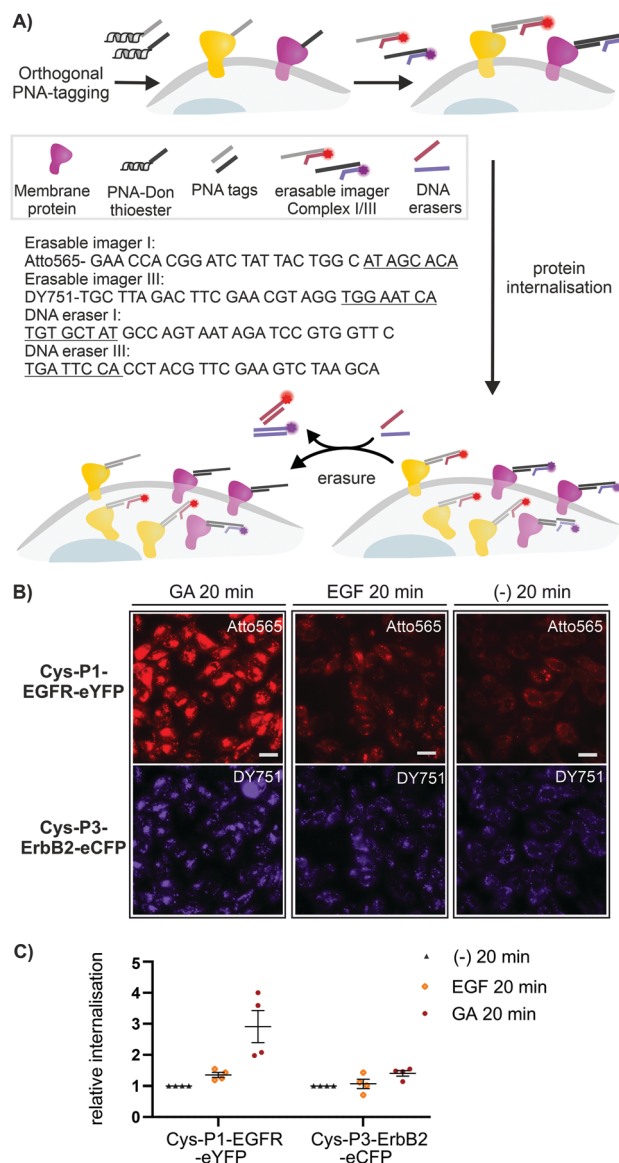 A)
Orthogonal
PNA-tagging
Membrane
protein
PNA-Don
thioester
PNA tags
erasable imager
Complex I/III
DNA
erasers
Erasable imager I:
Atto565- GAA CCA CGG ATC TAT TAC TGG C AT AGC ACA
Erasable imager III:
DY751-TGC TTA GAC TTC GAA CGT AGG TGG AAT CA
DNA eraser I:
TGT GCT AT GCC AGT AAT AGA TCC GTG GTT C
DNA eraser III:
TGA TTC CA CCT ACG TTC GAA GTC TAA GCA
protein
internalisation
erasure
B)
GA 20 min
EGF 20 min
(-) 20 min
Cys-P1-
EGFR-eYFP
Atto565
Atto565
Atto565
Cys-P3-
ErbB2-eCFP
DY751
DY751
DY751
C)
relative internalisation
5
4
3
2
1
0
Cys-P1-EGFR
-eYFP
Cys-P3-ErbB2
-eCFP
(-) 20 min
EGF 20 min
GA 20 min